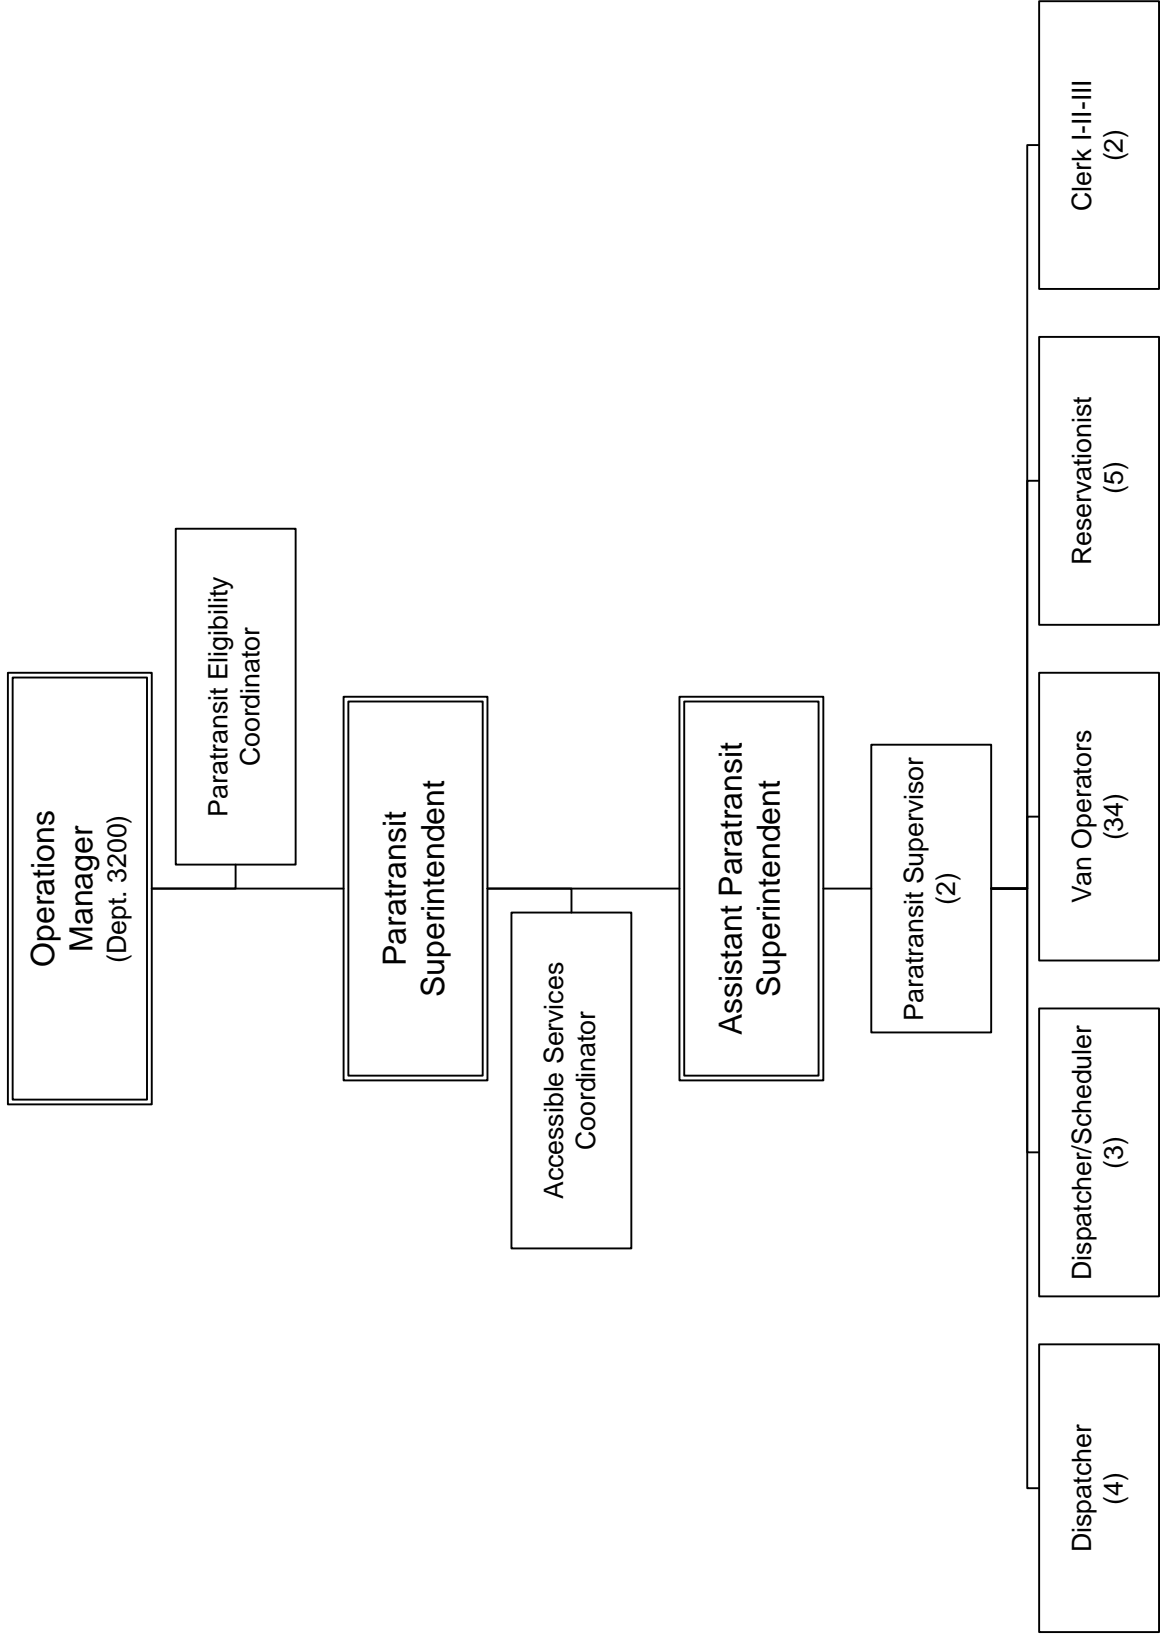 Operations
Manager
(Dept. 3200)
Paratransit Eligibility
Coordinator
Paratransit
Superintendent
Accessible Services
Coordinator
Assistant Paratransit
Superintendent
Paratransit Supervisor
(2)
Dispatcher
(4)
Dispatcher/Scheduler
(3)
Van Operators
(34)
Reservationist
(5)
Clerk I-II-III
(2)